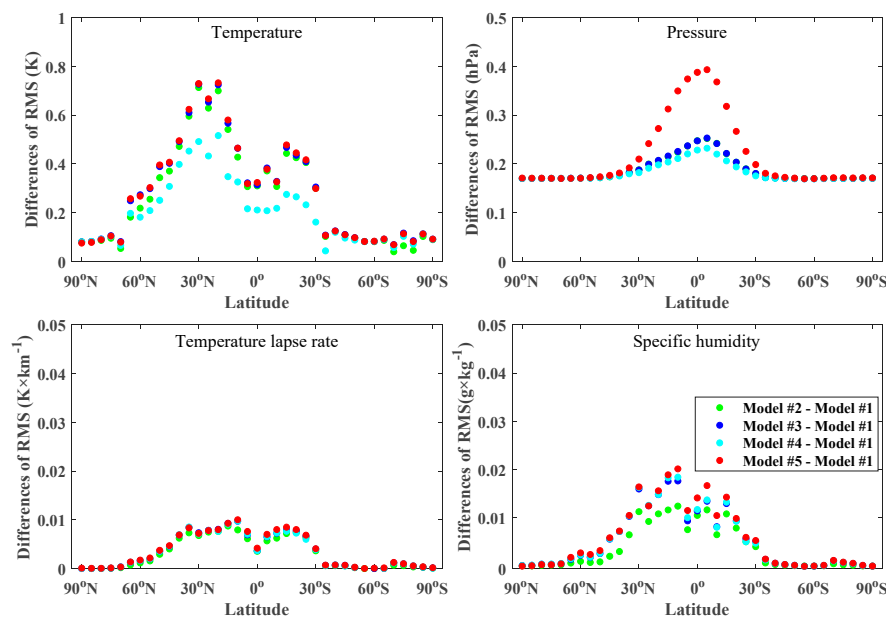 Temperature
Differences of RMS (K)
1
0.8
0.6
0.4
0.2
0
90°N 60°N 30°N 0° 30°S 60°S 90°S
Latitude
Pressure
Differences of RMS (hPa)
0.5
0.4
0.3
0.2
0.1
0
90°N 60°N 30°N 0° 30°S 60°S 90°S
Latitude
Temperature lapse rate
Differences of RMS (K×km⁻¹)
0.05
0.04
0.03
0.02
0.01
0
90°N 60°N 30°N 0° 30°S 60°S 90°S
Latitude
Specific humidity
Differences of RMS(g×kg⁻¹)
0.05
0.04
0.03
0.02
0.01
0
90°N 60°N 30°N 0° 30°S 60°S 90°S
Latitude
Model #2 - Model #1
Model #3 - Model #1
Model #4 - Model #1
Model #5 - Model #1